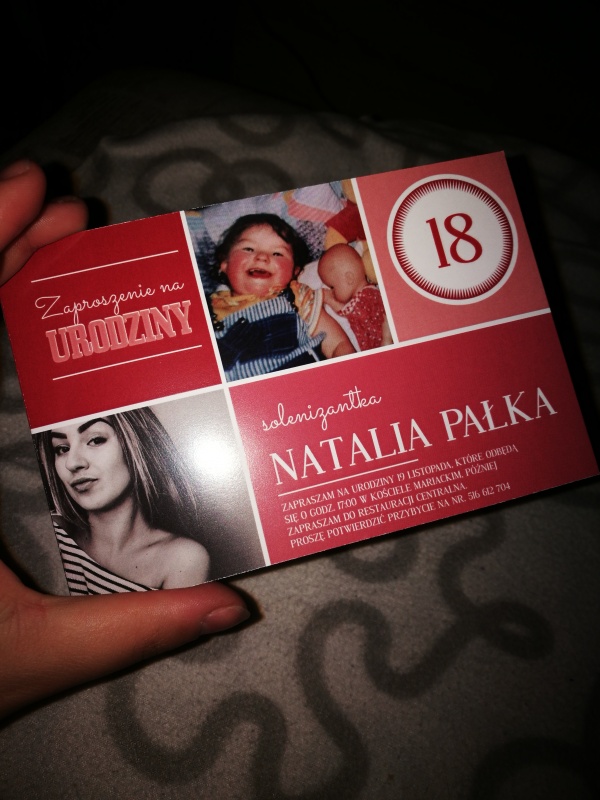 Zaproszenie na
URODZINY
18
solenizantka
NATALIA PAŁKA
ZAPRASZAM NA URODZINY 19 LISTOPADA, KTÓRE ODBĘDĄ
SIĘ O GODZ. 17:00 W KOŚCIELE MARIACKIM, PÓŹNIEJ
ZAPRASZAM DO RESTAURACJI CENTRALNA.
PROSZĘ POTWIERDZIĆ PRZYBYCIE NA NR. 516 612 704